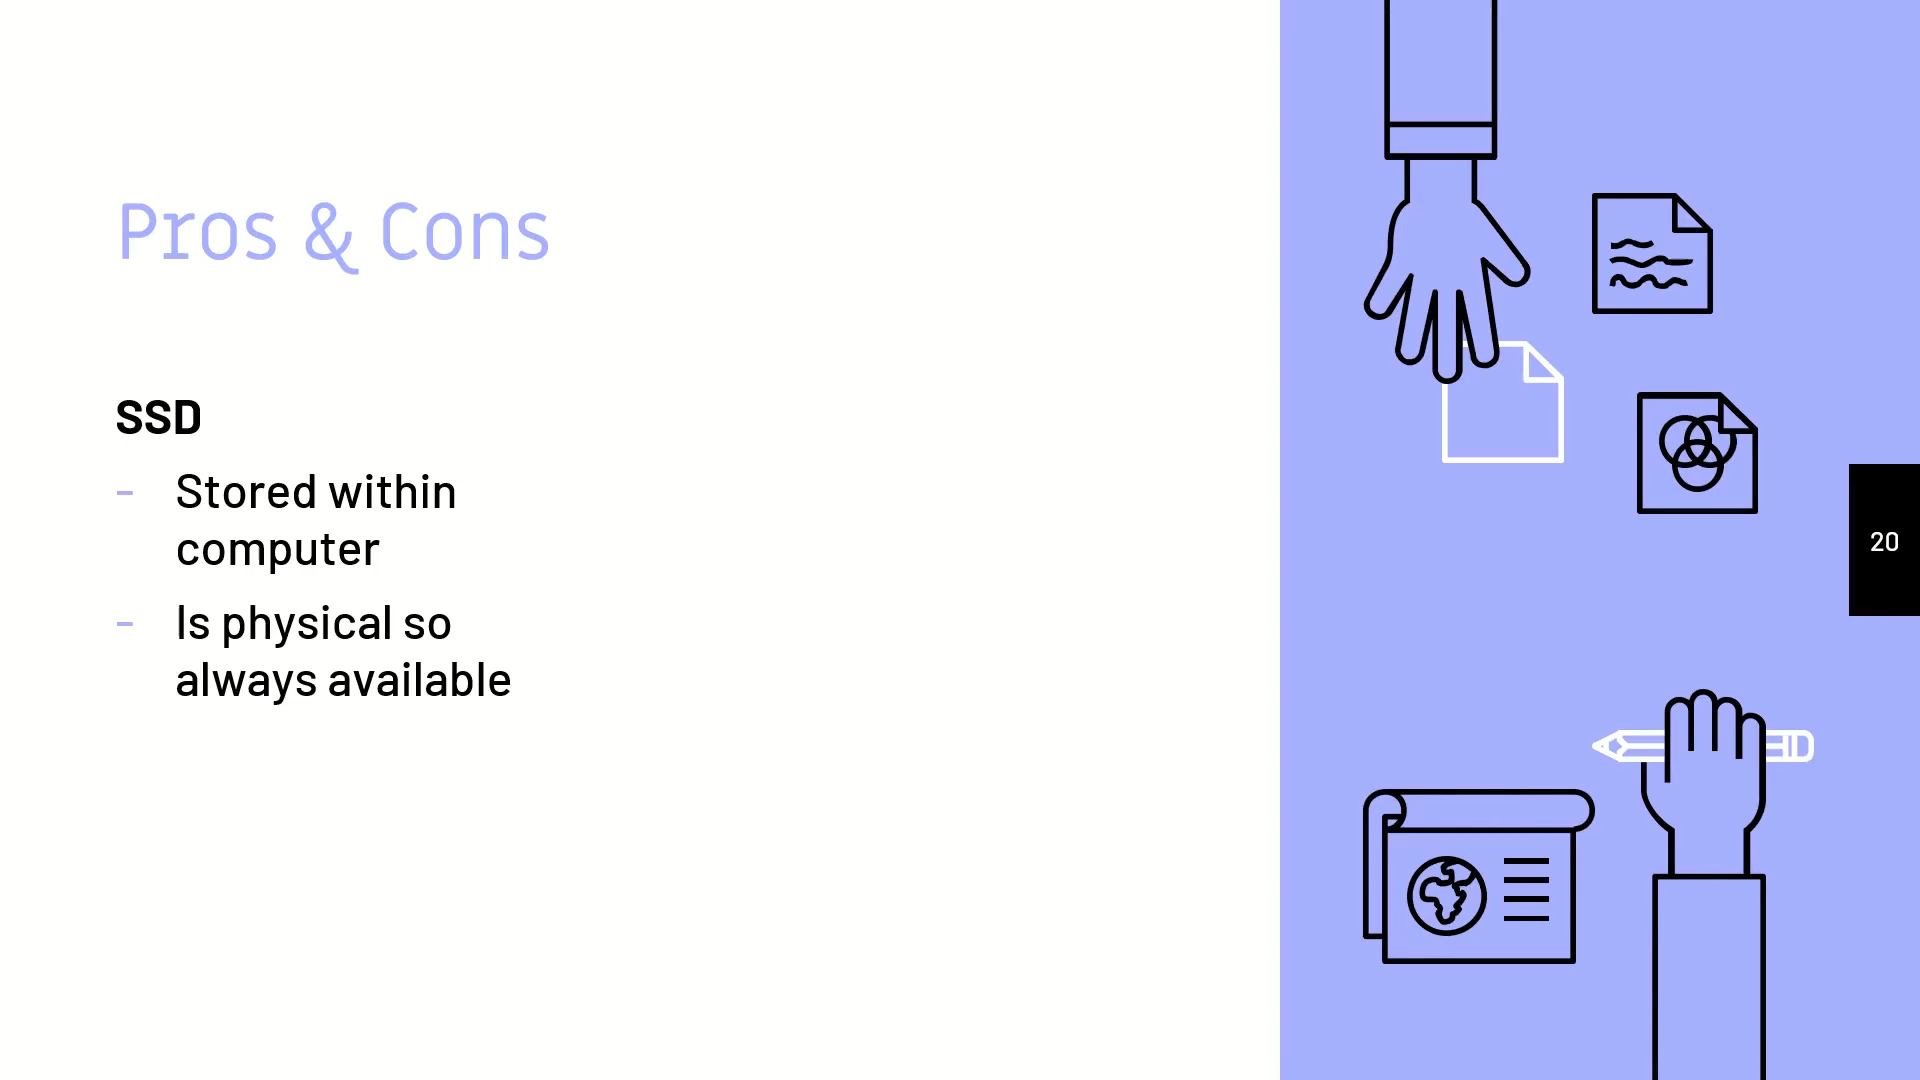 Pros & Cons
SSD
- Stored within
computer
- Is physical so
always available
20